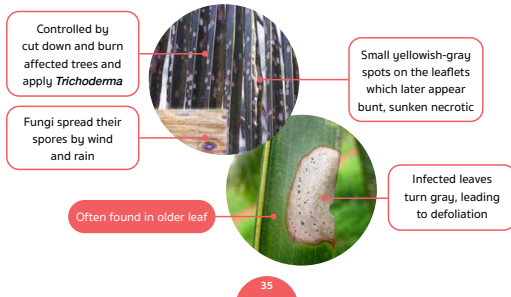 Controlled by
cut down and burn
affected trees and
apply Trichoderma
Small yellowish-gray
spots on the leaflets
which later appear
bunt, sunken necrotic
Fungi spread their
spores by wind
and rain
Infected leaves
turn gray, leading
to defoliation
Often found in older leaf
35